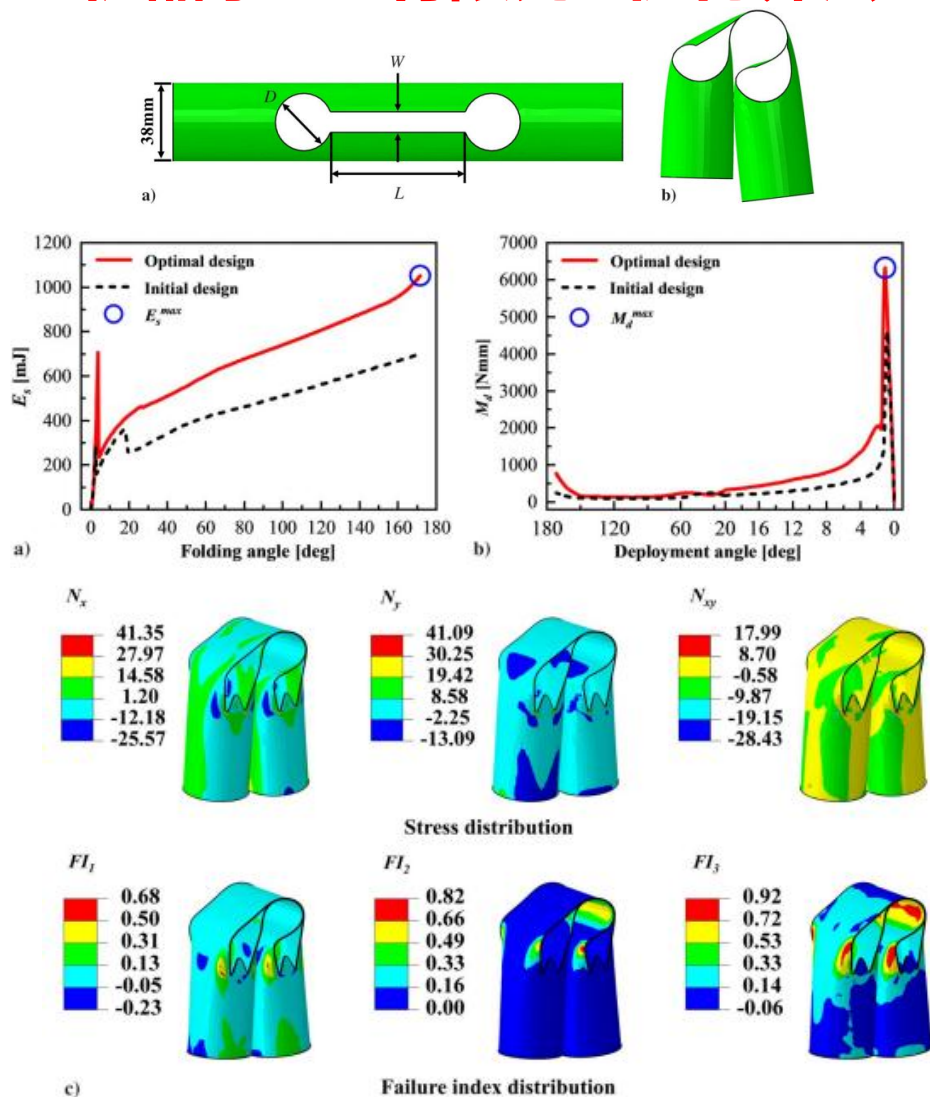 W
D
38mm
L
a)
b)
1200
1000
800
600
400
200
0
E_s [mJ]
Optimal design
Initial design
E_s^max
0 20 40 60 80 100 120 140 160 180
Folding angle [deg]
a)
7000
6000
5000
4000
3000
2000
1000
0
M_d [Nmm]
Optimal design
Initial design
M_d^max
180 140 100 60 20 16 12 8 4 0
Deployment angle [deg]
b)
N_x
41.35
27.97
14.58
1.20
-12.18
-25.57
N_y
41.09
30.25
19.42
8.58
-2.25
-13.09
N_xy
17.99
8.70
-0.58
-9.87
-19.15
-28.43
Stress distribution
FI_1
0.68
0.50
0.31
0.13
-0.05
-0.23
FI_2
0.82
0.66
0.49
0.33
0.16
0.00
FI_3
0.92
0.72
0.53
0.33
0.14
-0.06
c)
Failure index distribution